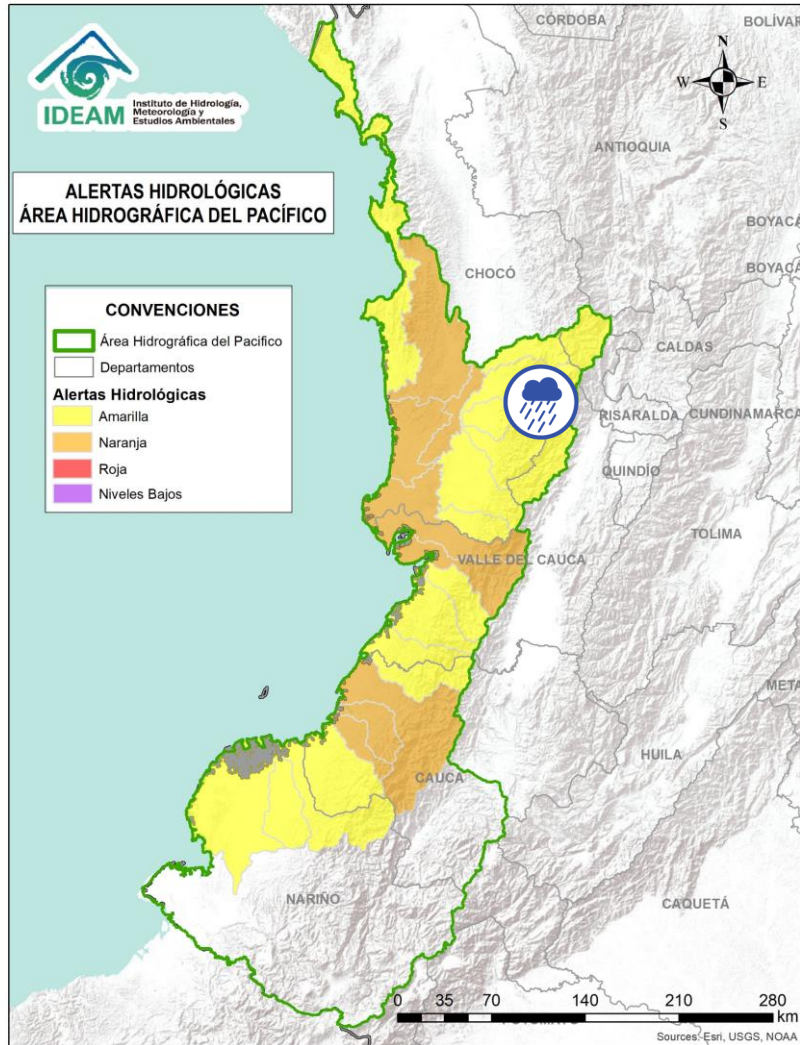 IDEAM
Instituto de Hidrología,
Meteorología y
Estudios Ambientales
ALERTAS HIDROLÓGICAS
ÁREA HIDROGRÁFICA DEL PACÍFICO
CONVENCIONES
Área Hidrográfica del Pacifico
Departamentos
Alertas Hidrológicas
Amarilla
Naranja
Roja
Niveles Bajos
CÓRDOBA
BOLÍVAR
N
W E
S
ANTIOQUIA
BOYACÁ
BOYACÁ
CHOCÓ
CALDAS
RISARALDA
CUNDINAMARCA
QUINDÍO
TOLIMA
VALLE DEL CAUCA
META
HUILA
CAUCA
NARIÑO
CAQUETÁ
0 35 70 140 210 280
km
Sources: Esri, USGS, NOAA